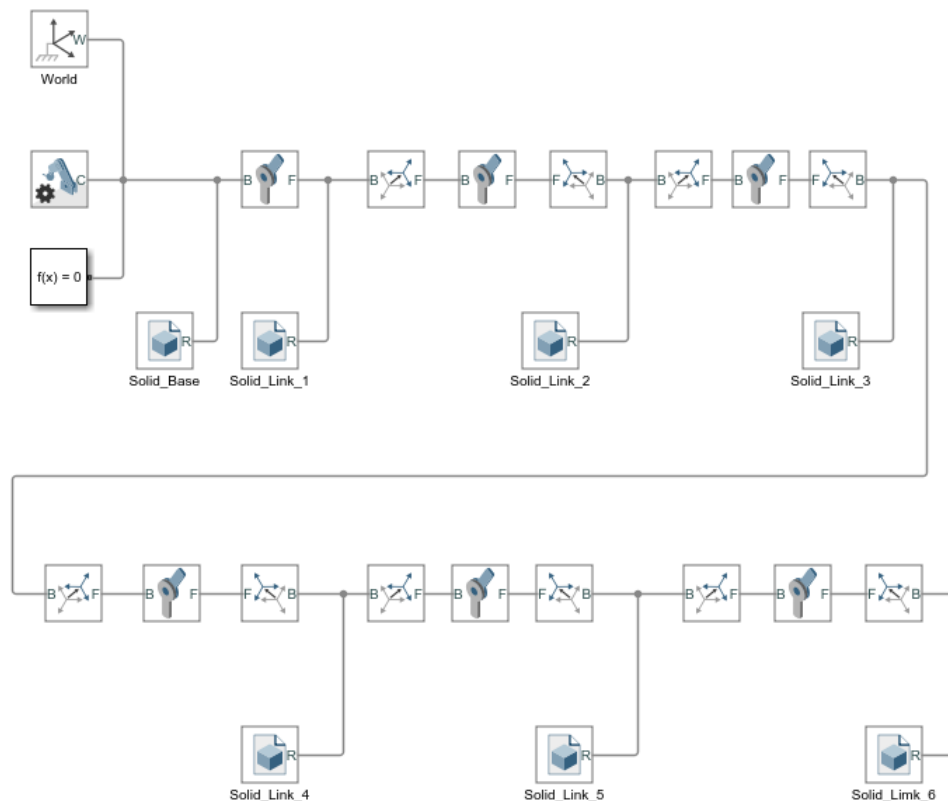 W
World
C
B F B F B F F B B F B F F B
f(x) = 0
R R R R
Solid_Base Solid_Link_1 Solid_Link_2 Solid_Link_3
B F B F F B B F B F F B B F B F F B
R R R
Solid_Link_4 Solid_Link_5 Solid_Limk_6